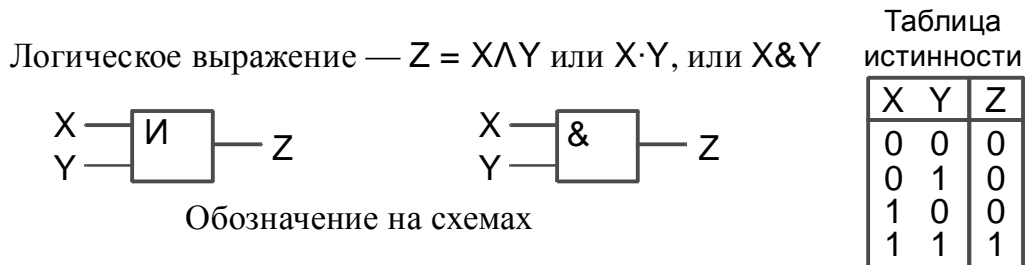 Логическое выражение — Z = XΛY или X·Y, или X&Y
Таблица
истинности
X Y Z
0 0 0
0 1 0
1 0 0
1 1 1
X
Y
И
Z
X
Y
&
Z
Обозначение на схемах